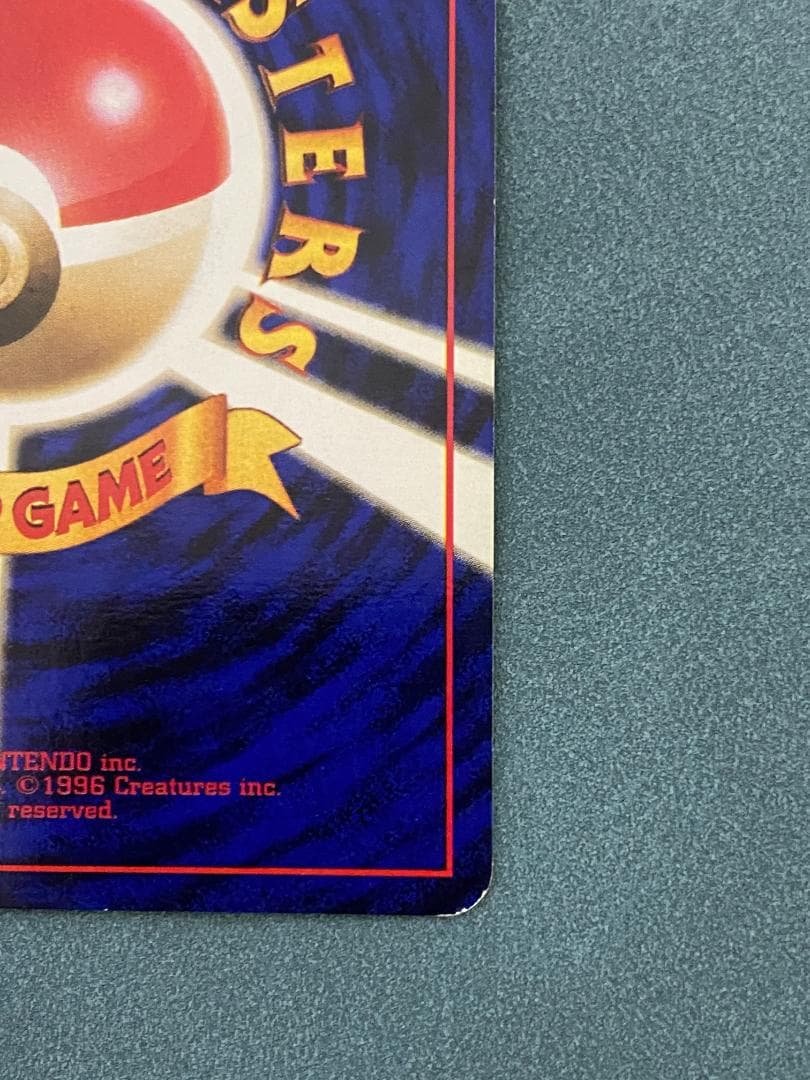 STERS
GAME
NTENDO inc.
. ©1996 Creatures inc.
reserved.